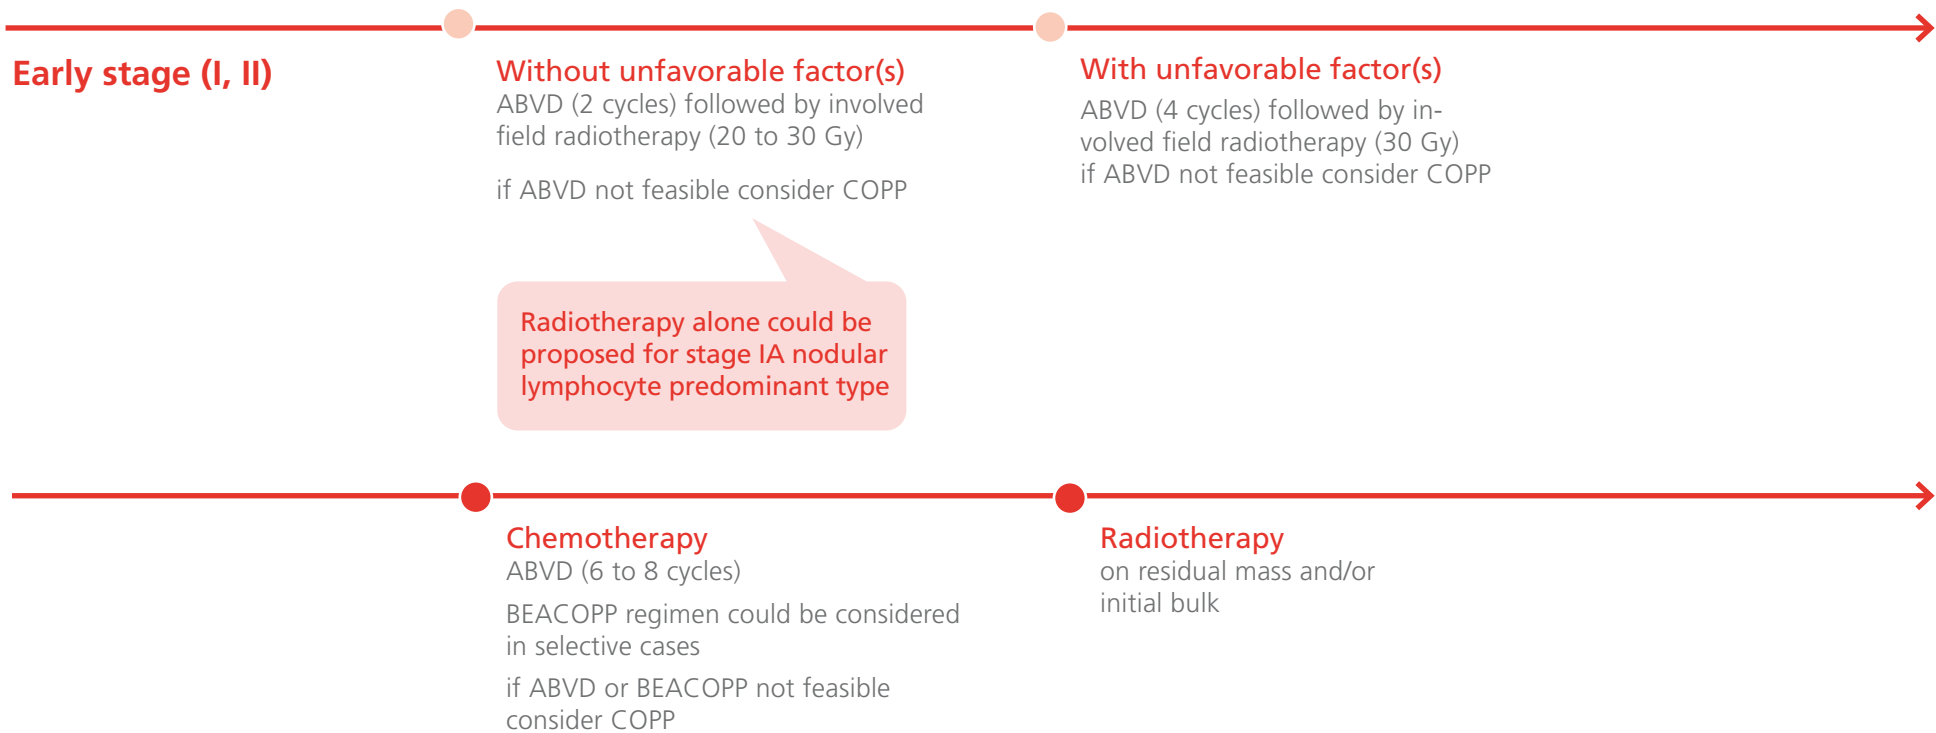 Early stage (I, II)
Without unfavorable factor(s)
ABVD (2 cycles) followed by involved
field radiotherapy (20 to 30 Gy)
if ABVD not feasible consider COPP
Radiotherapy alone could be
proposed for stage IA nodular
lymphocyte predominant type
With unfavorable factor(s)
ABVD (4 cycles) followed by in-
volved field radiotherapy (30 Gy)
if ABVD not feasible consider COPP
Chemotherapy
ABVD (6 to 8 cycles)
BEACOPP regimen could be considered
in selective cases
if ABVD or BEACOPP not feasible
consider COPP
Radiotherapy
on residual mass and/or
initial bulk